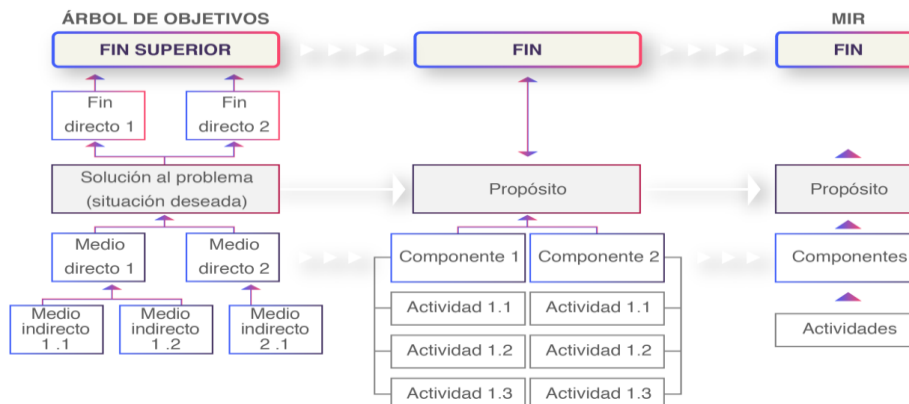 ÁRBOL DE OBJETIVOS
MIR
FIN SUPERIOR
FIN
FIN
Fin
directo 1
Fin
directo 2
Solución al problema
(situación deseada)
Propósito
Propósito
Medio
directo 1
Medio
directo 2
Componente 1
Componente 2
Componentes
Medio
indirecto
1 .1
Medio
indirecto
1 .2
Medio
indirecto
2 .1
Actividad 1.1
Actividad 1.1
Actividades
Actividad 1.2
Actividad 1.2
Actividad 1.3
Actividad 1.3